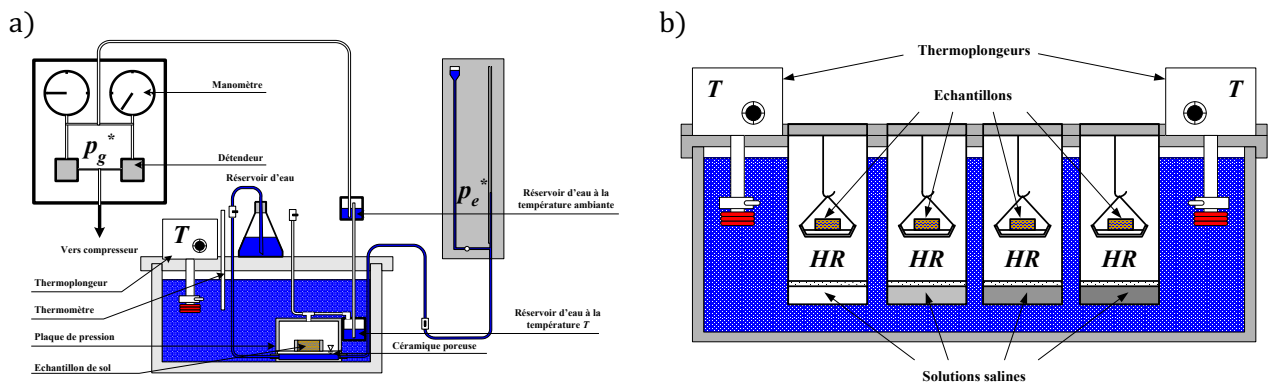 a)
Manomètre
p_g*
Détendeur
Réservoir d'eau
p_e*
Réservoir d'eau à la
température ambiante
Vers compresseur
T
Thermoplongeur
Thermomètre
Réservoir d'eau à la
température T
Plaque de pression
Céramique poreuse
Echantillon de sol
b)
Thermoplongeurs
T
Echantillons
T
HR
HR
HR
HR
Solutions salines